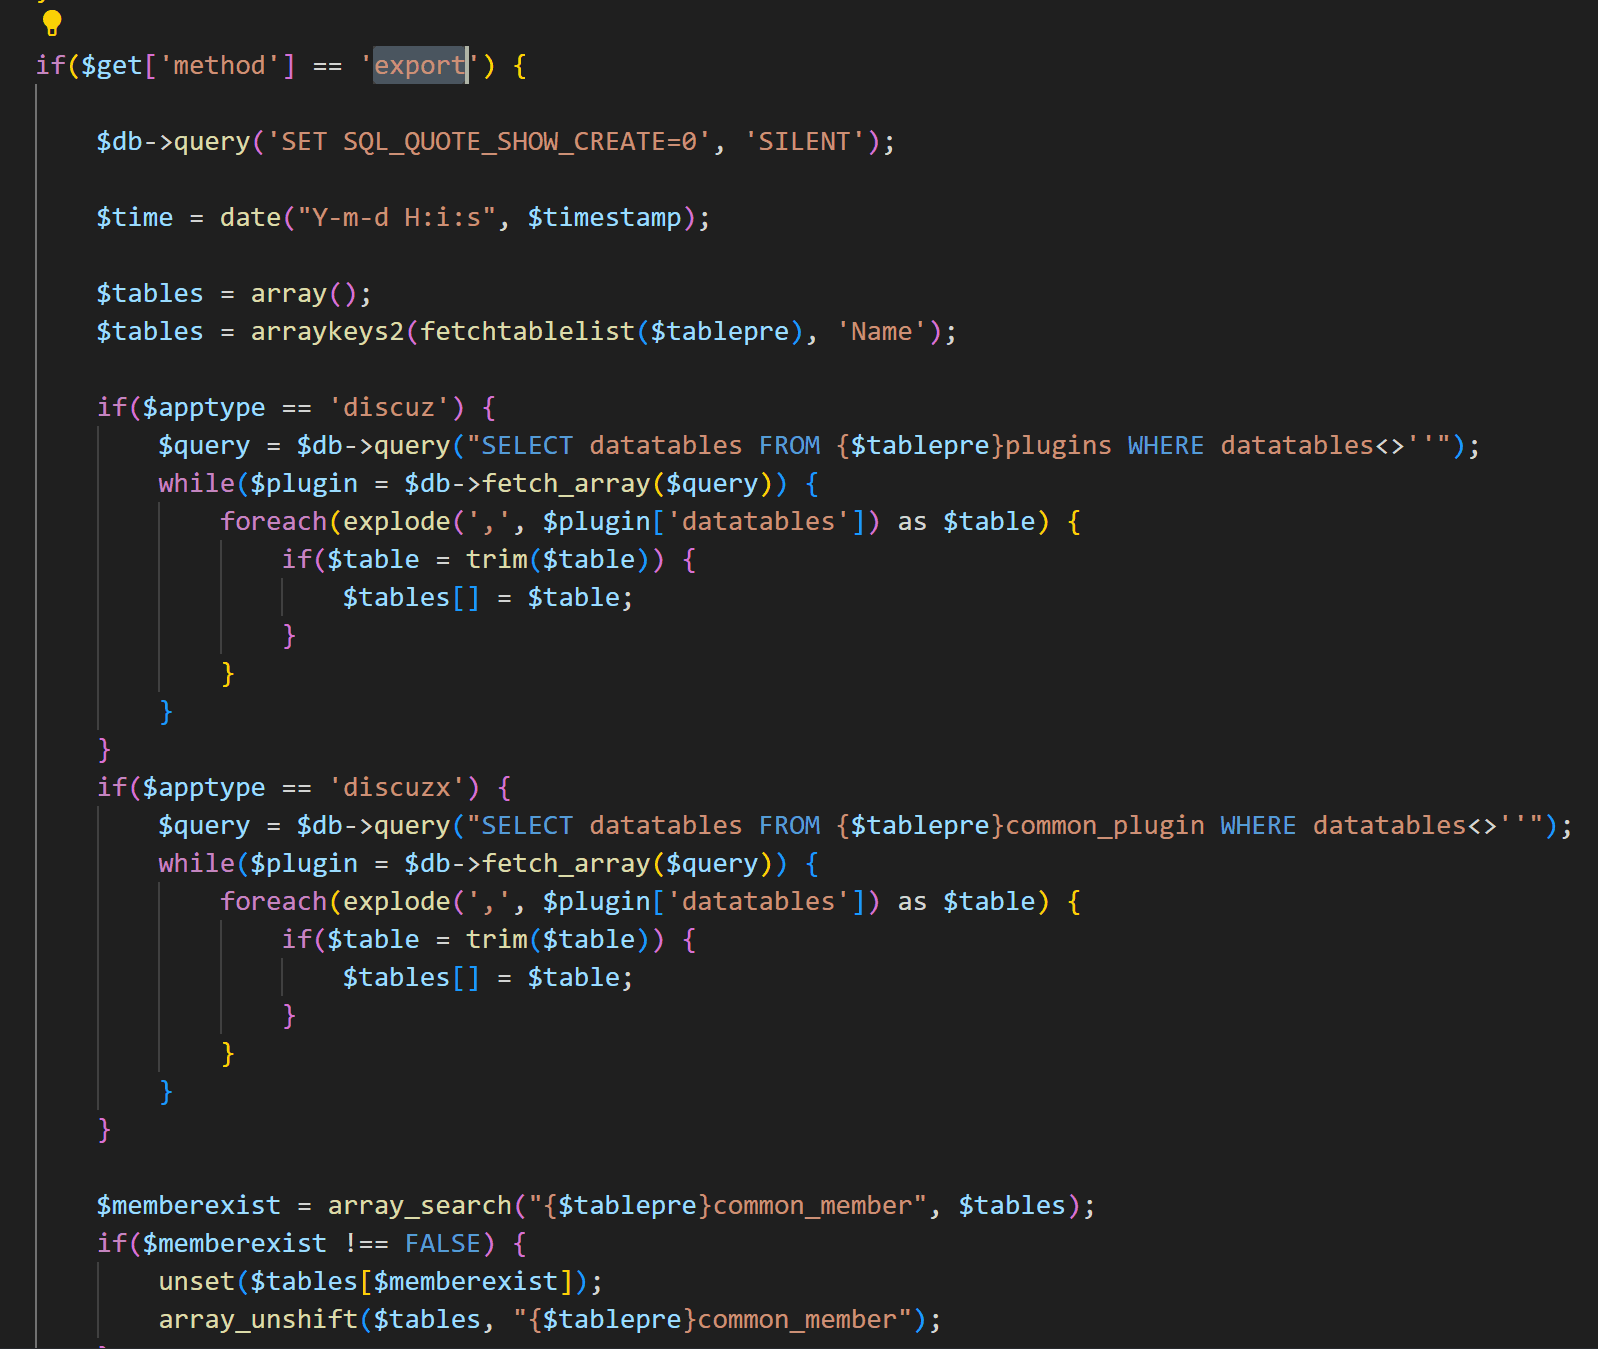 if($get['method'] == 'export') {
$db->query('SET SQL_QUOTE_SHOW_CREATE=0', 'SILENT');
$time = date("Y-m-d H:i:s", $timestamp);
$tables = array();
$tables = arraykeys2(fetchtablelist($tablepre), 'Name');
if($apptype == 'discuz') {
$query = $db->query("SELECT datatables FROM {$tablepre}plugins WHERE datatables<>''");
while($plugin = $db->fetch_array($query)) {
foreach(explode(',', $plugin['datatables']) as $table) {
if($table = trim($table)) {
$tables[] = $table;
}
}
}
}
if($apptype == 'discuzx') {
$query = $db->query("SELECT datatables FROM {$tablepre}common_plugin WHERE datatables<>''");
while($plugin = $db->fetch_array($query)) {
foreach(explode(',', $plugin['datatables']) as $table) {
if($table = trim($table)) {
$tables[] = $table;
}
}
}
}
$memberexist = array_search("{$tablepre}common_member", $tables);
if($memberexist !== FALSE) {
unset($tables[$memberexist]);
array_unshift($tables, "{$tablepre}common_member");